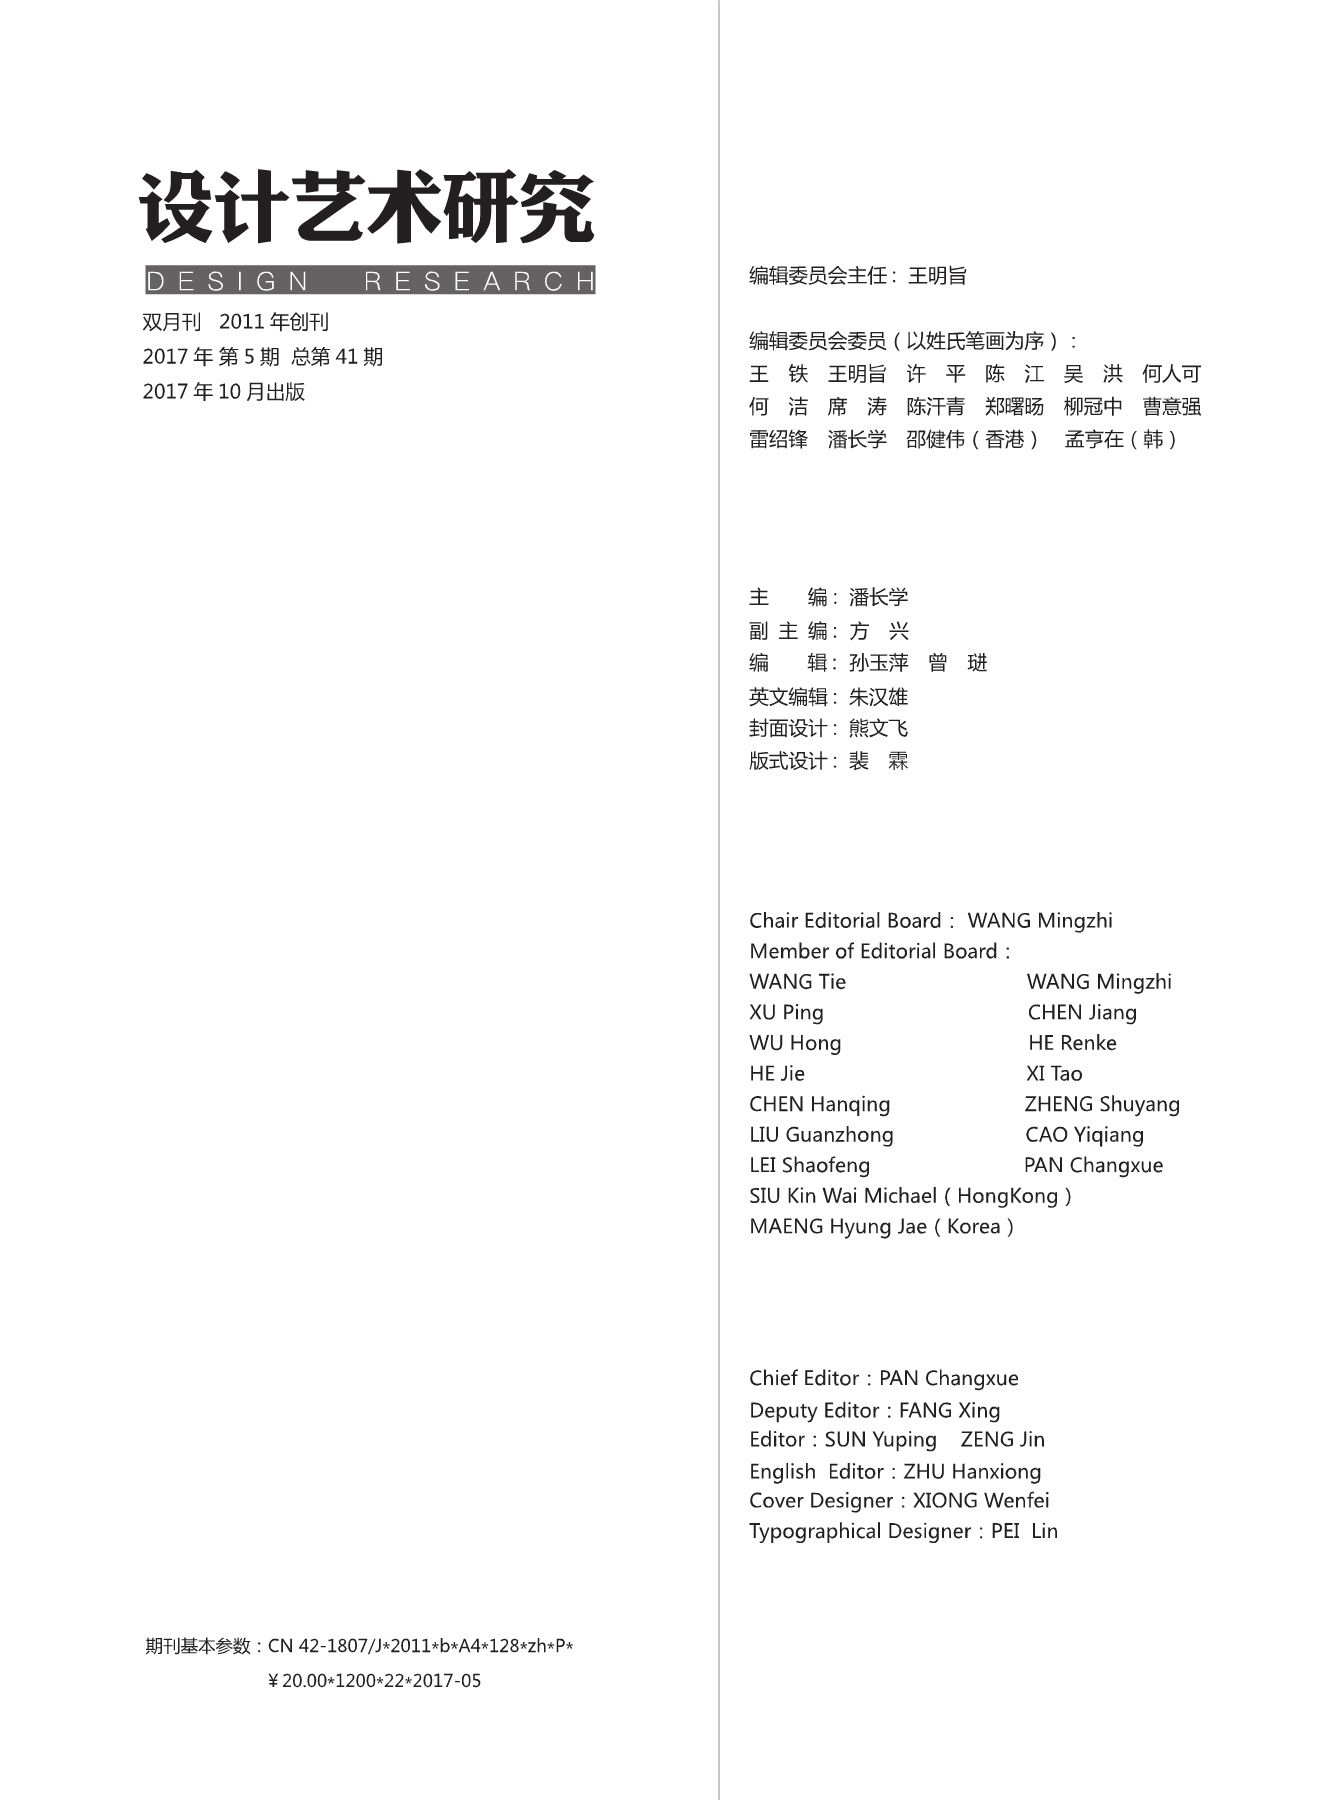 设计艺术研究
DESIGN RESEARCH
双月刊 2011 年创刊
2017 年 第 5 期 总第 41 期
2017 年 10 月出版
期刊基本参数：CN 42-1807/J*2011*b*A4*128*zh*P*
￥20.00*1200*22*2017-05
编辑委员会主任：王明旨
编辑委员会委员（以姓氏笔画为序）：
王 铁 王明旨 许 平 陈 江 吴 洪 何人可
何 洁 席 涛 陈汗青 郑曙旸 柳冠中 曹意强
雷绍锋 潘长学 邵健伟（香港） 孟亨在（韩）
主 编：潘长学
副 主 编：方 兴
编 辑：孙玉萍 曾 琎
英文编辑：朱汉雄
封面设计：熊文飞
版式设计：裴 霖
Chair Editorial Board： WANG Mingzhi
Member of Editorial Board：
WANG Tie WANG Mingzhi
XU Ping CHEN Jiang
WU Hong HE Renke
HE Jie XI Tao
CHEN Hanqing ZHENG Shuyang
LIU Guanzhong CAO Yiqiang
LEI Shaofeng PAN Changxue
SIU Kin Wai Michael（HongKong）
MAENG Hyung Jae（Korea）
Chief Editor：PAN Changxue
Deputy Editor：FANG Xing
Editor：SUN Yuping ZENG Jin
English Editor：ZHU Hanxiong
Cover Designer：XIONG Wenfei
Typographical Designer：PEI Lin